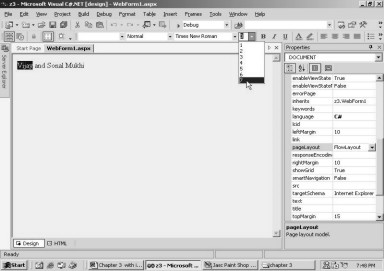 z3 - Microsoft Visual C#.NET [design] - WebForm1.aspx
File Edit View Project Build Debug Format Table Insert Frames Tools Window Help
Debug
Normal Times New Roman
1
2
3
4
5
6
7
Start Page WebForm1.aspx
Server Explorer
Vijay and Sonal Mukhi
Properties
DOCUMENT
enableViewState True
enableViewStateM False
errorPage
inherits z3.WebForm1
keywords
language C#
lcid
leftMargin 10
link
pageLayout FlowLayout
responseEncodin
rightMargin 10
showGrid True
smartNavigation False
src
targetSchema Internet Explorer
text
title
topMargin 15
pageLayout
Page layout model.
Design HTML
Ready
Start Chapter 3 with i... z3 - Microsoft ... Jasc Paint Shop ... chapter 3 7:48 PM